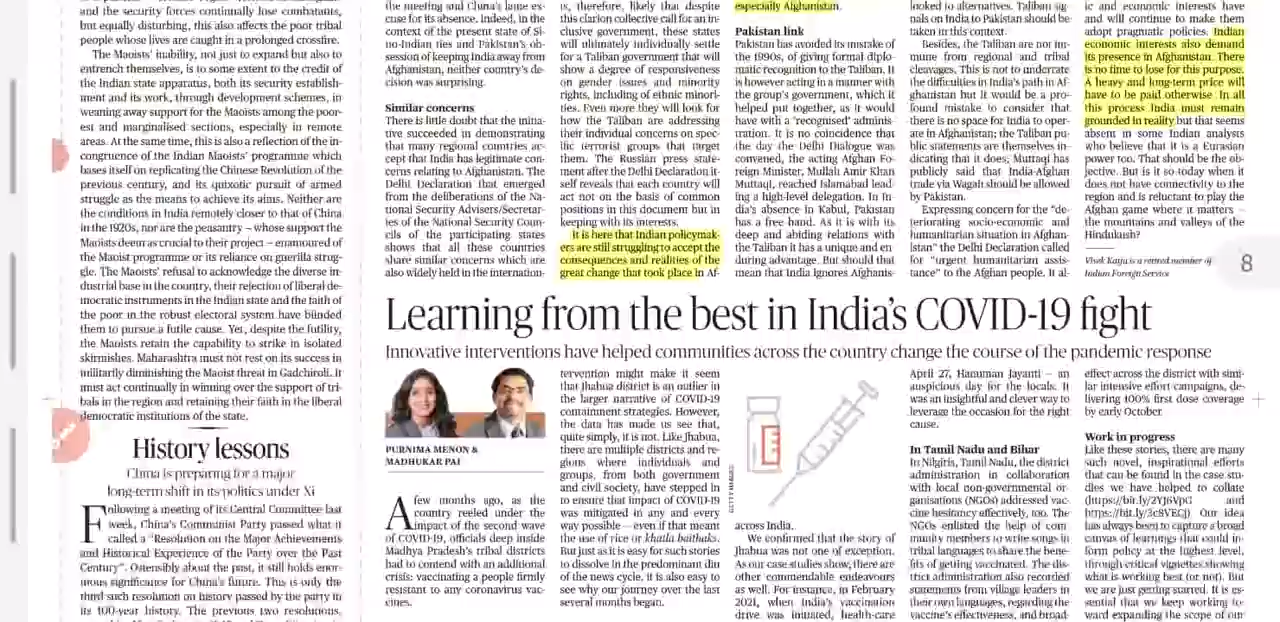 and the security forces continually lose combatants,
but equally disturbing, this also affects the poor tribal
people whose lives are caught in a prolonged crossfire.
The Maoists' inability, not just to expand but also to
entrench themselves, is to some extent to the credit of
the Indian state apparatus, both its security establish-
ment and its work, through development schemes, in
weaning away support for the Maoists among the poor-
est and marginalised sections, especially in remote
areas. At the same time, this is also a reflection of the in-
congruence of the Indian Maoists' programme which
bases itself on replicating the Chinese Revolution of the
previous century, and its quixotic pursuit of armed
struggle as the means to achieve its aims. Neither are
the conditions in India remotely closer to that of China
in the 1920s, nor are the peasantry – whose support the
Maoists deem as crucial to their project – enamoured of
the Maoist programme or its reliance on guerilla strug-
gle. The Maoists' refusal to acknowledge the diverse in-
dustrial base in the country, their rejection of liberal de-
mocratic instruments in the Indian state and the faith of
the poor in the robust electoral system have blinded
them to pursue a futile cause. Yet, despite the futility,
the Maoists retain the capability to strike in isolated
skirmishes. Maharashtra must not rest on its success in
militarily diminishing the Maoist threat in Gadchiroli. It
must act continually in winning over the support of tri-
bals in the region and retaining their faith in the liberal
democratic institutions of the state.
History lessons
China is preparing for a major
long-term shift in its politics under Xi
Following a meeting of its Central Committee last
week, China's Communist Party passed what it
called a "Resolution on the Major Achievements
and Historical Experience of the Party over the Past
Century". Ostensibly about the past, it still holds enor-
mous significance for China's future. This is only the
third such resolution on history passed by the party in
its 100-year history. The previous two resolutions,
the meeting and China's lame ex-
cuse for its absence. Indeed, in the
context of the present state of Si-
no-Indian ties and Pakistan's ob-
session of keeping India away from
Afghanistan, neither country's de-
cision was surprising.
Similar concerns
There is little doubt that the initia-
tive succeeded in demonstrating
that many regional countries ac-
cept that India has legitimate con-
cerns relating to Afghanistan. The
Delhi Declaration that emerged
from the deliberations of the Na-
tional Security Advisers/Secretar-
ies of the National Security Coun-
cils of the participating states
shows that all these countries
share similar concerns which are
also widely held in the internation-
is, therefore, likely that despite
this clarion collective call for an in-
clusive government, these states
will ultimately individually settle
for a Taliban government that will
show a degree of responsiveness
on gender issues and minority
rights, including of ethnic minori-
ties. Even more they will look for
how the Taliban are addressing
their individual concerns on spec-
ific terrorist groups that target
them. The Russian press state-
ment after the Delhi Declaration it-
self reveals that each country will
act not on the basis of common
positions in this document but in
keeping with its interests.
It is here that Indian policymak-
ers are still struggling to accept the
consequences and realities of the
great change that took place in Af-
especially Afghanistan.
Pakistan link
Pakistan has avoided its mistake of
the 1990s, of giving formal diplo-
matic recognition to the Taliban. It
is however acting in a manner with
the group's government, which it
helped put together, as it would
have with a 'recognised' adminis-
tration. It is no coincidence that
the day the Delhi Dialogue was
convened, the acting Afghan Fo-
reign Minister, Mullah Amir Khan
Muttaqi, reached Islamabad lead-
ing a high-level delegation. In In-
dia's absence in Kabul, Pakistan
has a free hand. As it is with its
deep and abiding relations with
the Taliban it has a unique and en-
during advantage. But should that
mean that India ignores Afghanis-
looked to alternatives. Taliban sig-
nals on India to Pakistan should be
taken in this context.
Besides, the Taliban are not im-
mune from regional and tribal
cleavages. This is not to underrate
the difficulties in India's path in Af-
ghanistan but it would be a pro-
found mistake to consider that
there is no space for India to oper-
ate in Afghanistan; the Taliban pu-
blic statements are themselves in-
dicating that it does; Muttaqi has
publicly said that India-Afghan
trade via Wagah should be allowed
by Pakistan.
Expressing concern for the "de-
teriorating socio-economic and
humanitarian situation in Afghan-
istan" the Delhi Declaration called
for "urgent humanitarian assis-
tance" to the Afghan people. It al-
ic and economic interests have
and will continue to make them
adopt pragmatic policies. Indian
economic interests also demand
its presence in Afghanistan. There
is no time to lose for this purpose.
A heavy and long-term price will
have to be paid otherwise. In all
this process India must remain
grounded in reality but that seems
absent in some Indian analysts
who believe that it is a Eurasian
power too. That should be the ob-
jective. But is it so today when it
does not have connectivity to the
region and is reluctant to play the
Afghan game where it matters –
the mountains and valleys of the
Hindukush?
Vivek Katju is a retired member of
Indian Foreign Service
8
Learning from the best in India's COVID-19 fight
Innovative interventions have helped communities across the country change the course of the pandemic response
PURNIMA MENON &
MADHUKAR PAI
A few months ago, as the
country reeled under the
impact of the second wave
of COVID-19, officials deep inside
Madhya Pradesh's tribal districts
had to contend with an additional
crisis: vaccinating a people firmly
resistant to any coronavirus vac-
cines.
tervention might make it seem
that Jhabua district is an outlier in
the larger narrative of COVID-19
containment strategies. However,
the data has made us see that,
quite simply, it is not. Like Jhabua,
there are multiple districts and re-
gions where individuals and
groups, from both government
and civil society, have stepped in
to ensure that impact of COVID-19
was mitigated in any and every
way possible – even if that meant
the use of rice or khatla baithaks.
But just as it is easy for such stories
to dissolve in the predominant din
of the news cycle, it is also easy to
see why our journey over the last
several months began.
GETTY IMAGES
across India.
We confirmed that the story of
Jhabua was not one of exception.
As our case studies show, there are
other commendable endeavours
as well. For instance, in February
2021, when India's vaccination
drive was initiated, health-care
April 27, Hanuman Jayanti – an
auspicious day for the locals. It
was an insightful and clever way to
leverage the occasion for the right
cause.
In Tamil Nadu and Bihar
In Nilgiris, Tamil Nadu, the district
administration in collaboration
with local non-governmental or-
ganisations (NGOs) addressed vac-
cine hesitancy effectively, too. The
NGOs enlisted the help of com-
munity members to write songs in
tribal languages to share the bene-
fits of getting vaccinated. The dis-
trict administration also recorded
statements from village leaders in
their own languages, regarding the
vaccine's effectiveness, and broad-
effect across the district with simi-
lar intensive effort campaigns, de-
livering 100% first dose coverage
by early October.
Work in progress
Like these stories, there are many
such novel, inspirational efforts
that can be found in the case stu-
dies we have helped to collate
and
Our idea
has always been to capture a broad
canvas of learnings that could in-
form policy at the highest level,
through critical vignettes showing
what is working best (or not). But
we are just getting started. It is es-
sential that we keep working to-
ward expanding the scope of our